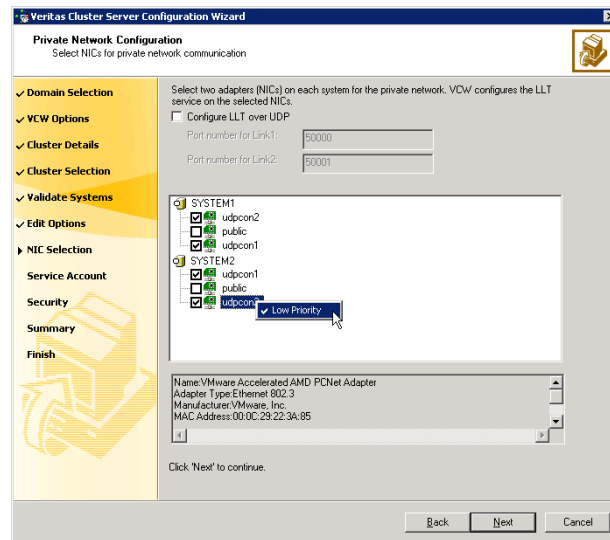 Veritas Cluster Server Configuration Wizard
Private Network Configuration
Select NICs for private network communication
Domain Selection
VCW Options
Cluster Details
Cluster Selection
Validate Systems
Edit Options
NIC Selection
Service Account
Security
Summary
Finish
Select two adapters (NICs) on each system for the private network. VCW configures the LLT
service on the selected NICs.
Configure LLT over UDP
Port number for Link1: 50000
Port number for Link2: 50001
SYSTEM1
udpcon2
public
udpcon1
SYSTEM2
udpcon1
public
Low Priority
Name:VMware Accelerated AMD PCNet Adapter
Adapter Type:Ethernet 802.3
Manufacturer:VMware, Inc.
MAC Address:00:0C:29:22:3A:85
Click 'Next' to continue.
Back Next Cancel